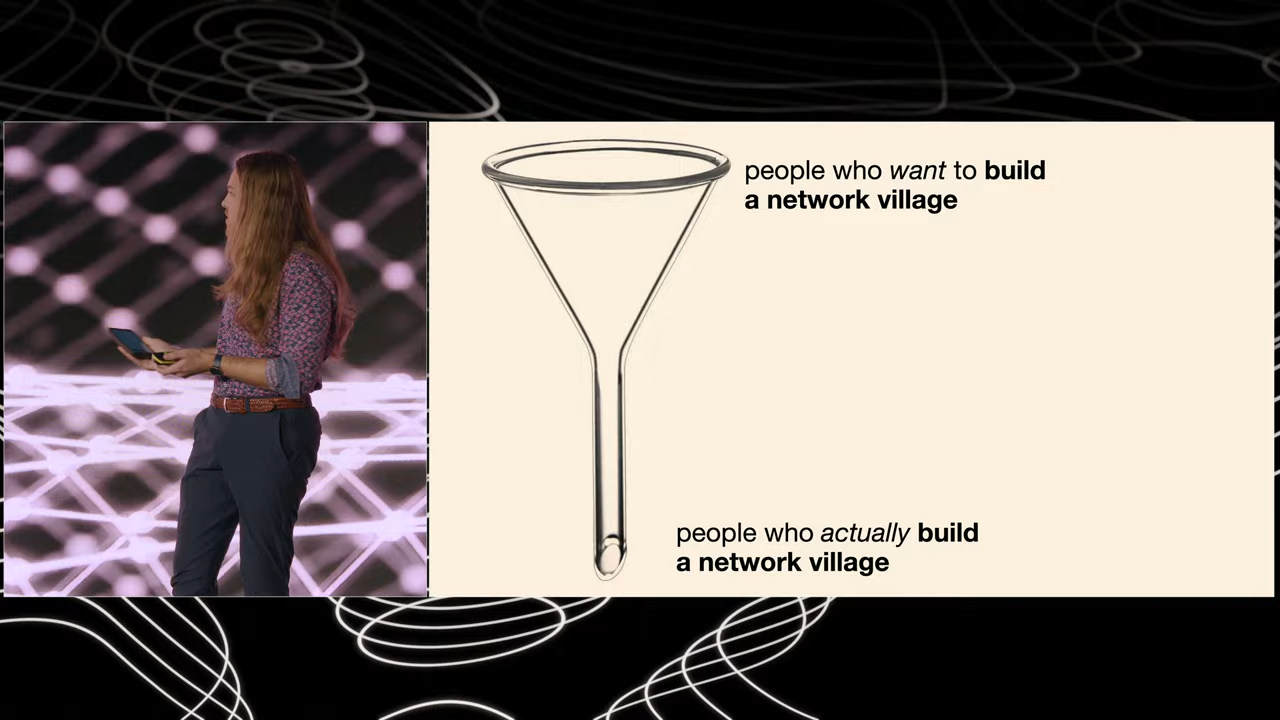 people who want to build
a network village
people who actually build
a network village